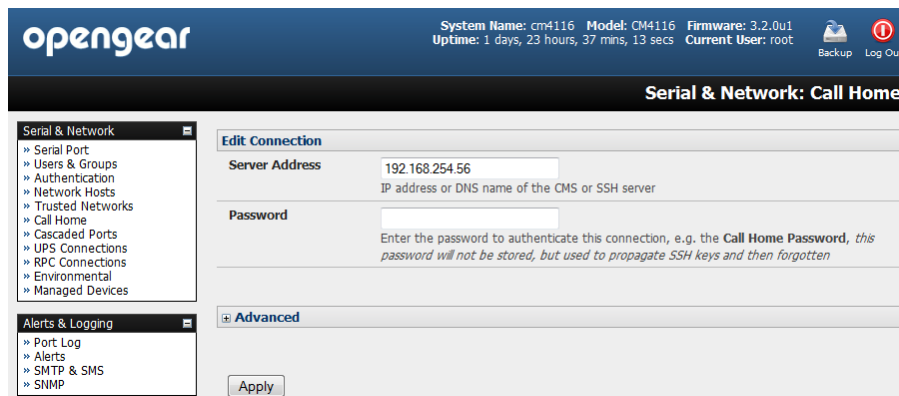 opengear
System Name: cm4116 Model: CM4116 Firmware: 3.2.0u1
Uptime: 1 days, 23 hours, 37 mins, 13 secs Current User: root
Backup
Log Ou
Serial & Network: Call Home
Serial & Network
» Serial Port
» Users & Groups
» Authentication
» Network Hosts
» Trusted Networks
» Call Home
» Cascaded Ports
» UPS Connections
» RPC Connections
» Environmental
» Managed Devices
Alerts & Logging
» Port Log
» Alerts
» SMTP & SMS
» SNMP
Edit Connection
Server Address
192.168.254.56
IP address or DNS name of the CMS or SSH server
Password
Enter the password to authenticate this connection, e.g. the Call Home Password, this
password will not be stored, but used to propagate SSH keys and then forgotten
Advanced
Apply